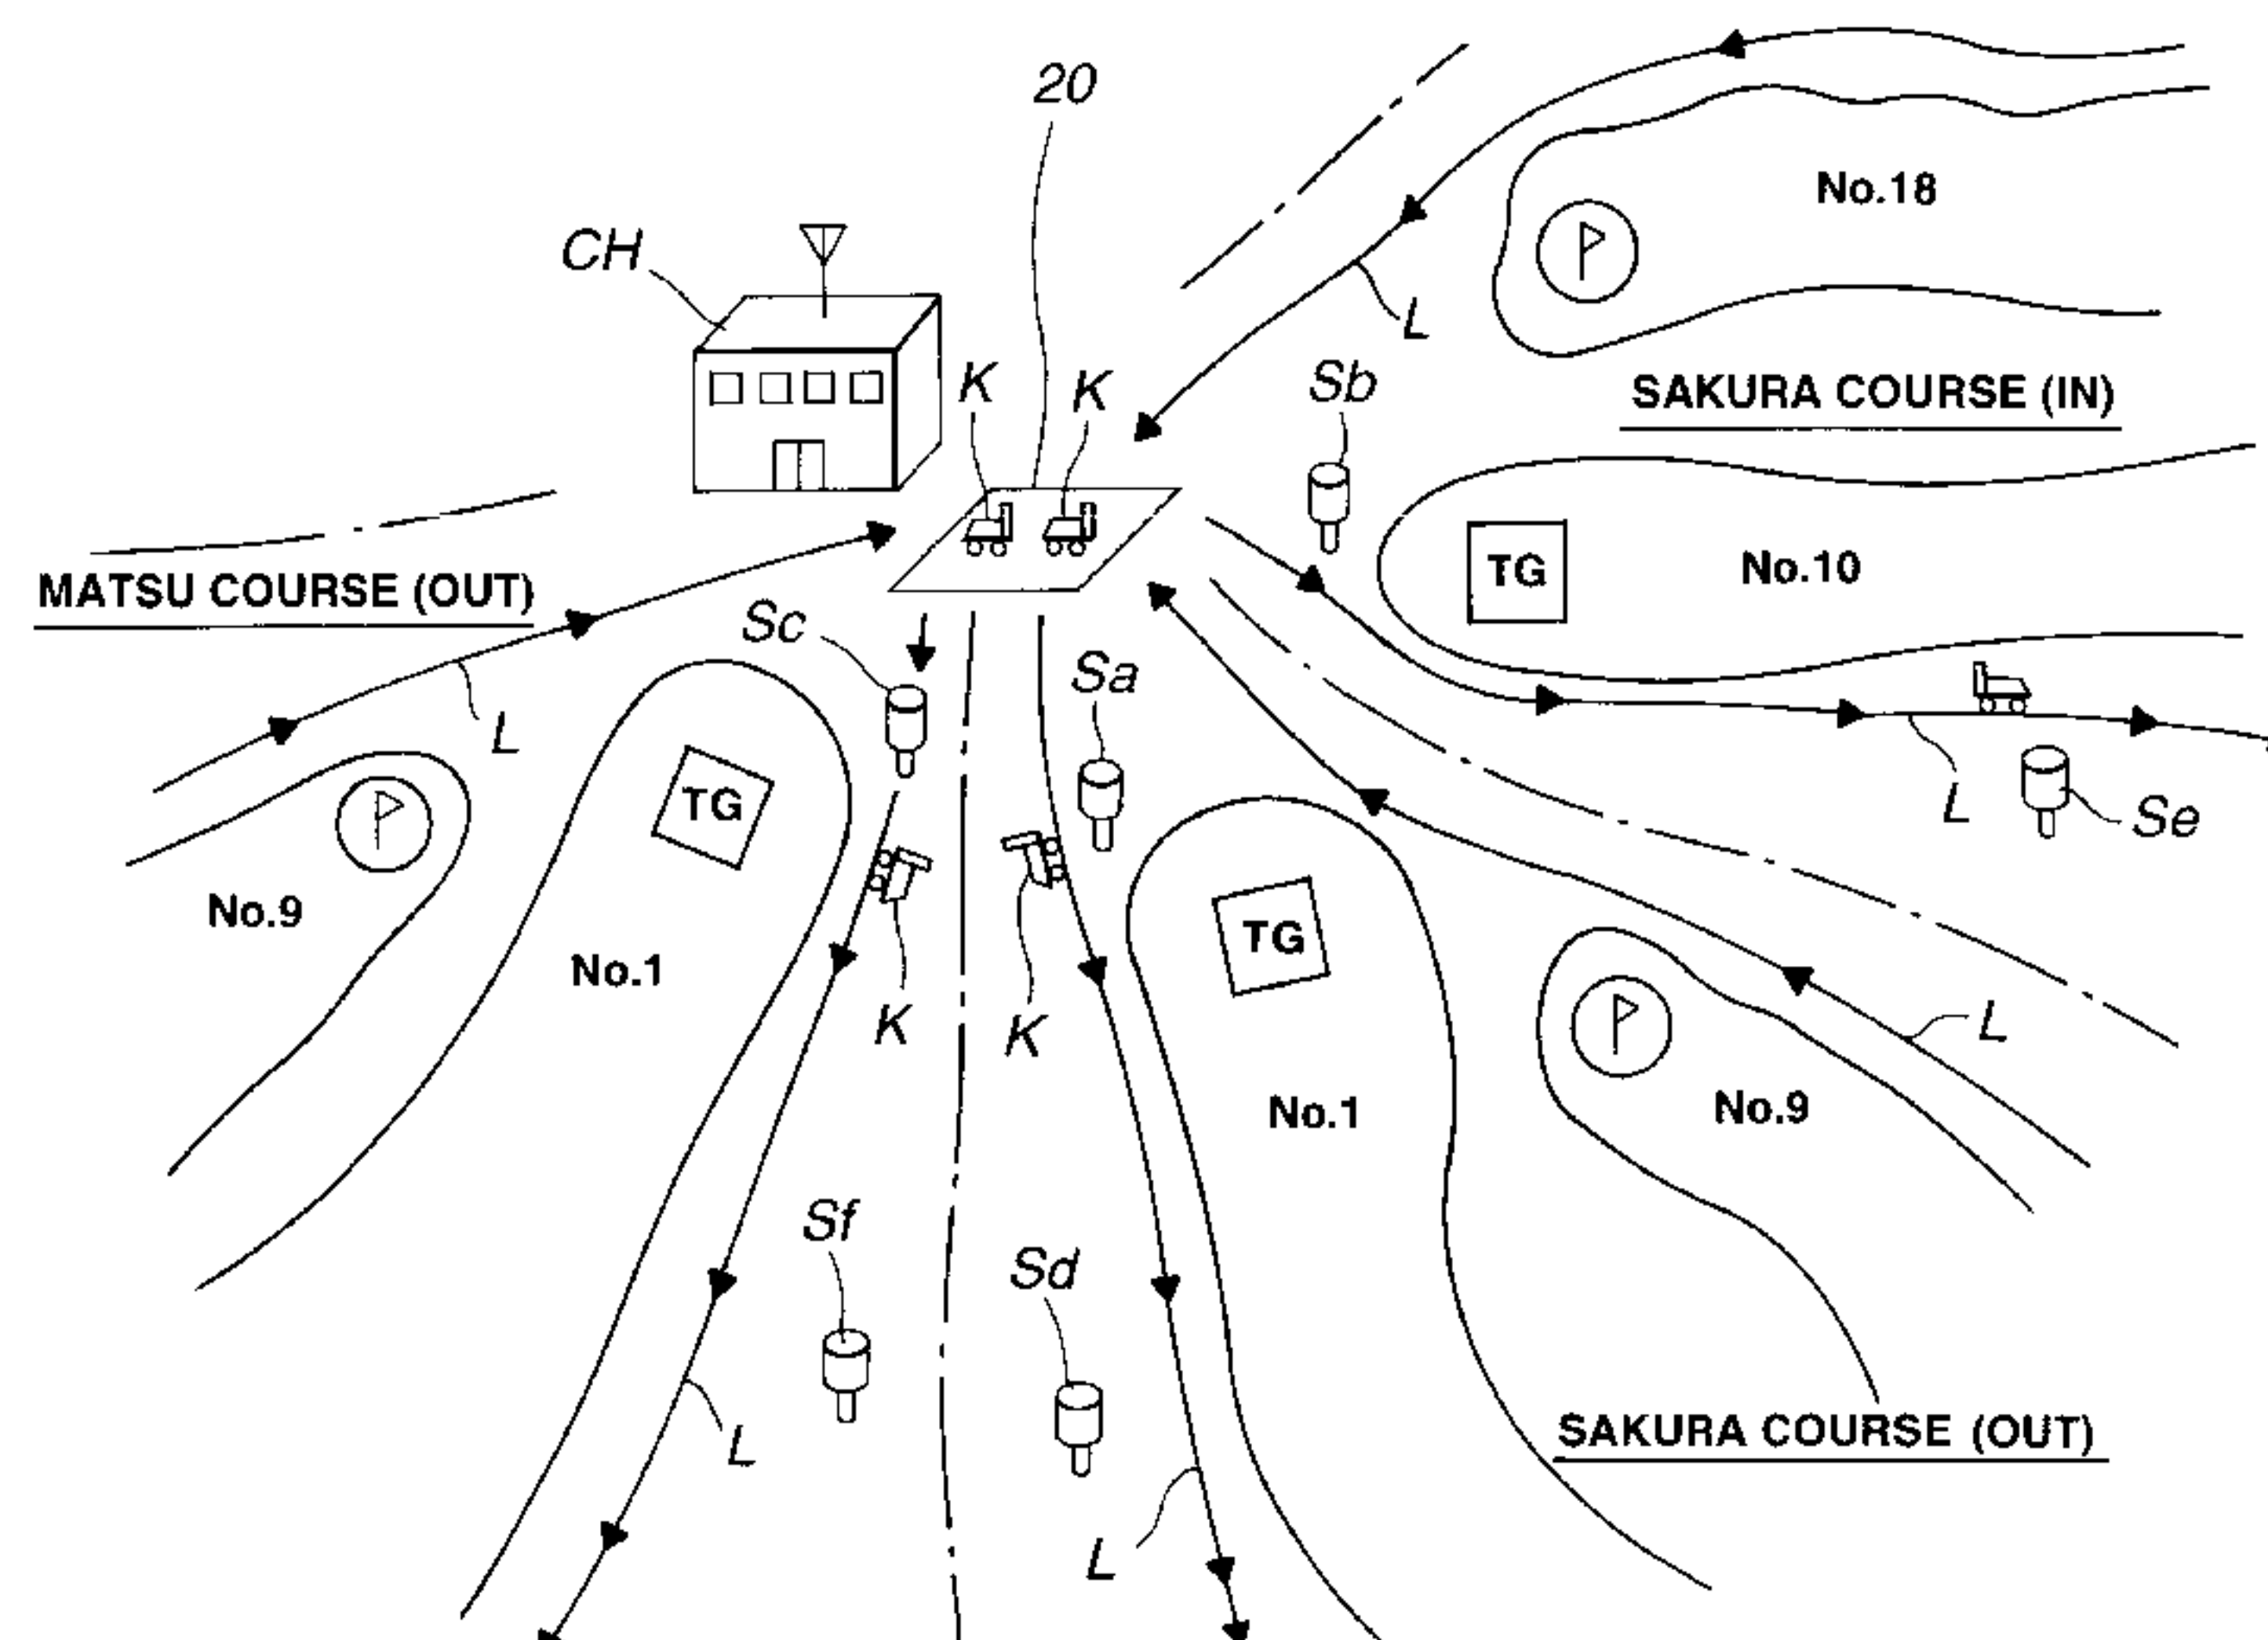 20
No.18
CH
L
Sb
K
K
SAKURA COURSE (IN)
TG
No.10
MATSU COURSE (OUT)
Sc
Sa
L
L
Se
TG
No.9
No.1
TG
K
K
L
No.1
No.9
Sf
Sd
L
SAKURA COURSE (OUT)
L